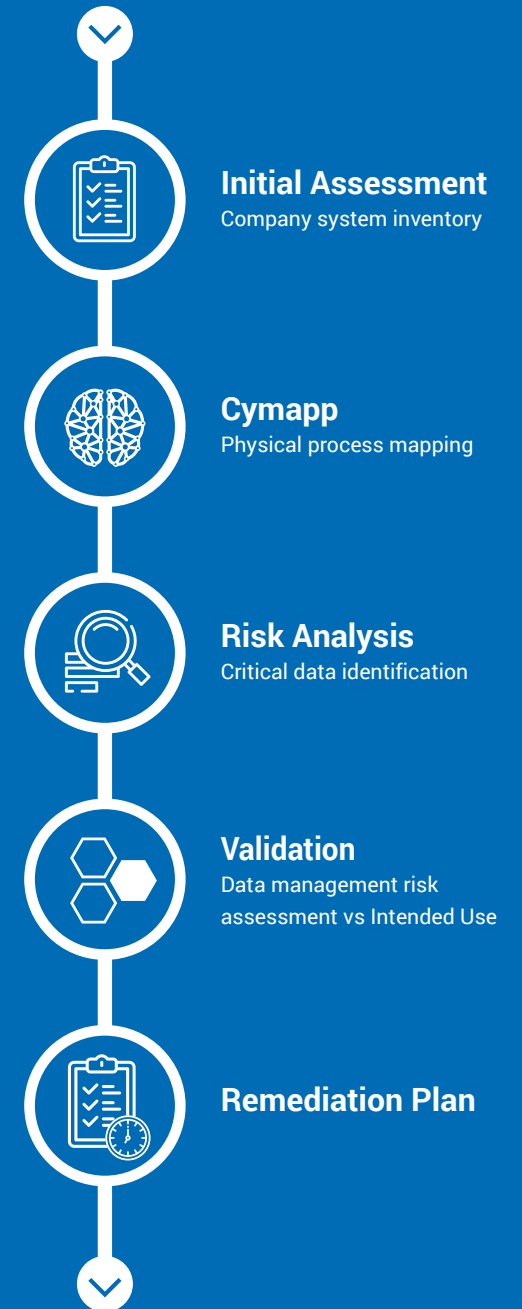 Initial Assessment
Company system inventory
Cymapp
Physical process mapping
Risk Analysis
Critical data identification
Validation
Data management risk
assessment vs Intended Use
Remediation Plan